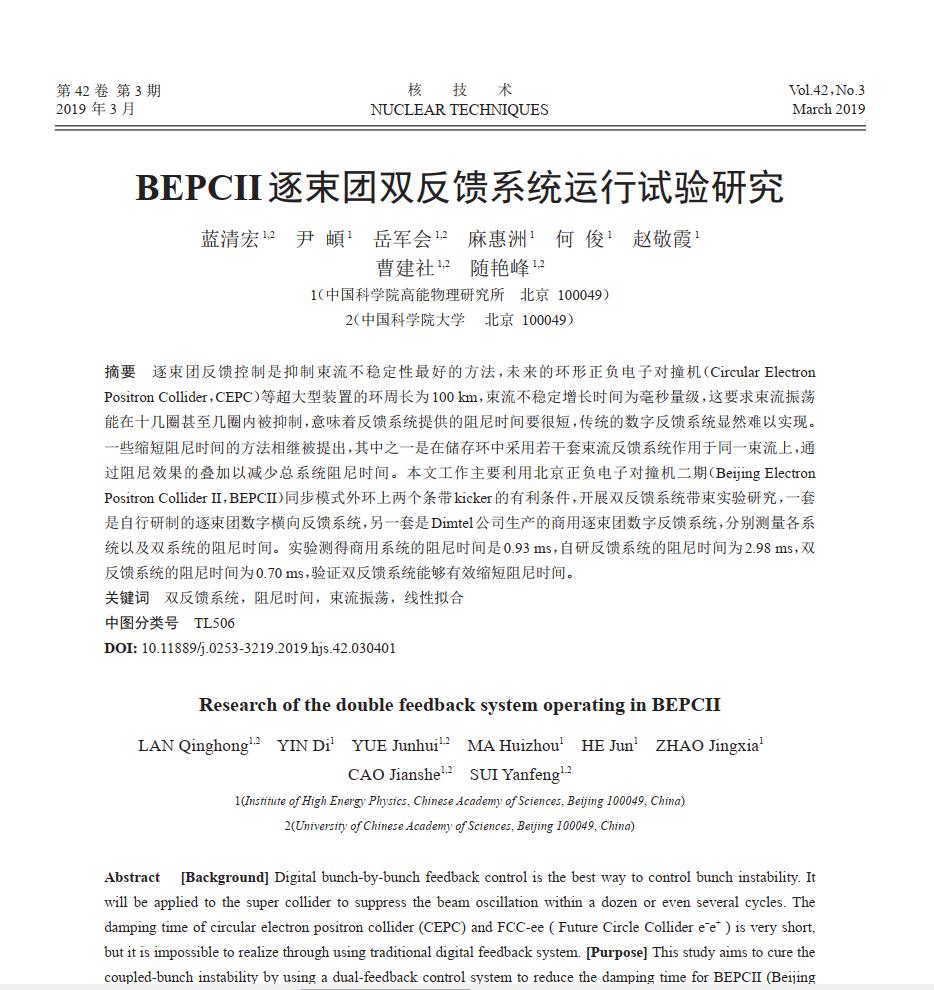 第 42 卷 第 3 期 核 技 术 Vol.42,No.3
2019 年 3 月 NUCLEAR TECHNIQUES March 2019
BEPCII 逐束团双反馈系统运行试验研究
蓝清宏1,2 尹 頔1 岳军会1,2 麻惠洲1 何 俊1 赵敬霞1
曹建社1,2 随艳峰1,2
1(中国科学院高能物理研究所 北京 100049)
2(中国科学院大学 北京 100049)
摘要 逐束团反馈控制是抑制束流不稳定性最好的方法,未来的环形正负电子对撞机(Circular Electron
Positron Collider,CEPC)等超大型装置的环周长为 100 km,束流不稳定增长时间为毫秒量级,这要求束流振荡
能在十几圈甚至几圈内被抑制,意味着反馈系统提供的阻尼时间要很短,传统的数字反馈系统显然难以实现。
一些缩短阻尼时间的方法相继被提出,其中之一是在储存环中采用若干套束流反馈系统作用于同一束流上,通
过阻尼效果的叠加以减少总系统阻尼时间。本文工作主要利用北京正负电子对撞机二期(Beijing Electron
Positron Collider II,BEPCII)同步模式外环上两个条带 kicker 的有利条件,开展双反馈系统带束实验研究,一套
是自行研制的逐束团数字横向反馈系统,另一套是 Dimtel 公司生产的商用逐束团数字反馈系统,分别测量各系
统以及双系统的阻尼时间。实验测得商用系统的阻尼时间是 0.93 ms,自研反馈系统的阻尼时间为 2.98 ms,双
反馈系统的阻尼时间为 0.70 ms,验证双反馈系统能够有效缩短阻尼时间。
关键词 双反馈系统,阻尼时间,束流振荡,线性拟合
中图分类号 TL506
DOI: 10.11889/j.0253-3219.2019.hjs.42.030401
Research of the double feedback system operating in BEPCII
LAN Qinghong1,2 YIN Di1 YUE Junhui1,2 MA Huizhou1 HE Jun1 ZHAO Jingxia1
CAO Jianshe1,2 SUI Yanfeng1,2
1(Institute of High Energy Physics, Chinese Academy of Sciences, Beijing 100049, China)
2(University of Chinese Academy of Sciences, Beijing 100049, China)
Abstract [Background] Digital bunch-by-bunch feedback control is the best way to control bunch instability. It
will be applied to the super collider to suppress the beam oscillation within a dozen or even several cycles. The
damping time of circular electron positron collider (CEPC) and FCC-ee ( Future Circle Collider e-e+ ) is very short,
but it is impossible to realize through using traditional digital feedback system. [Purpose] This study aims to cure the
coupled-bunch instability by using a dual-feedback control system to reduce the damping time for BEPCII (Beijing